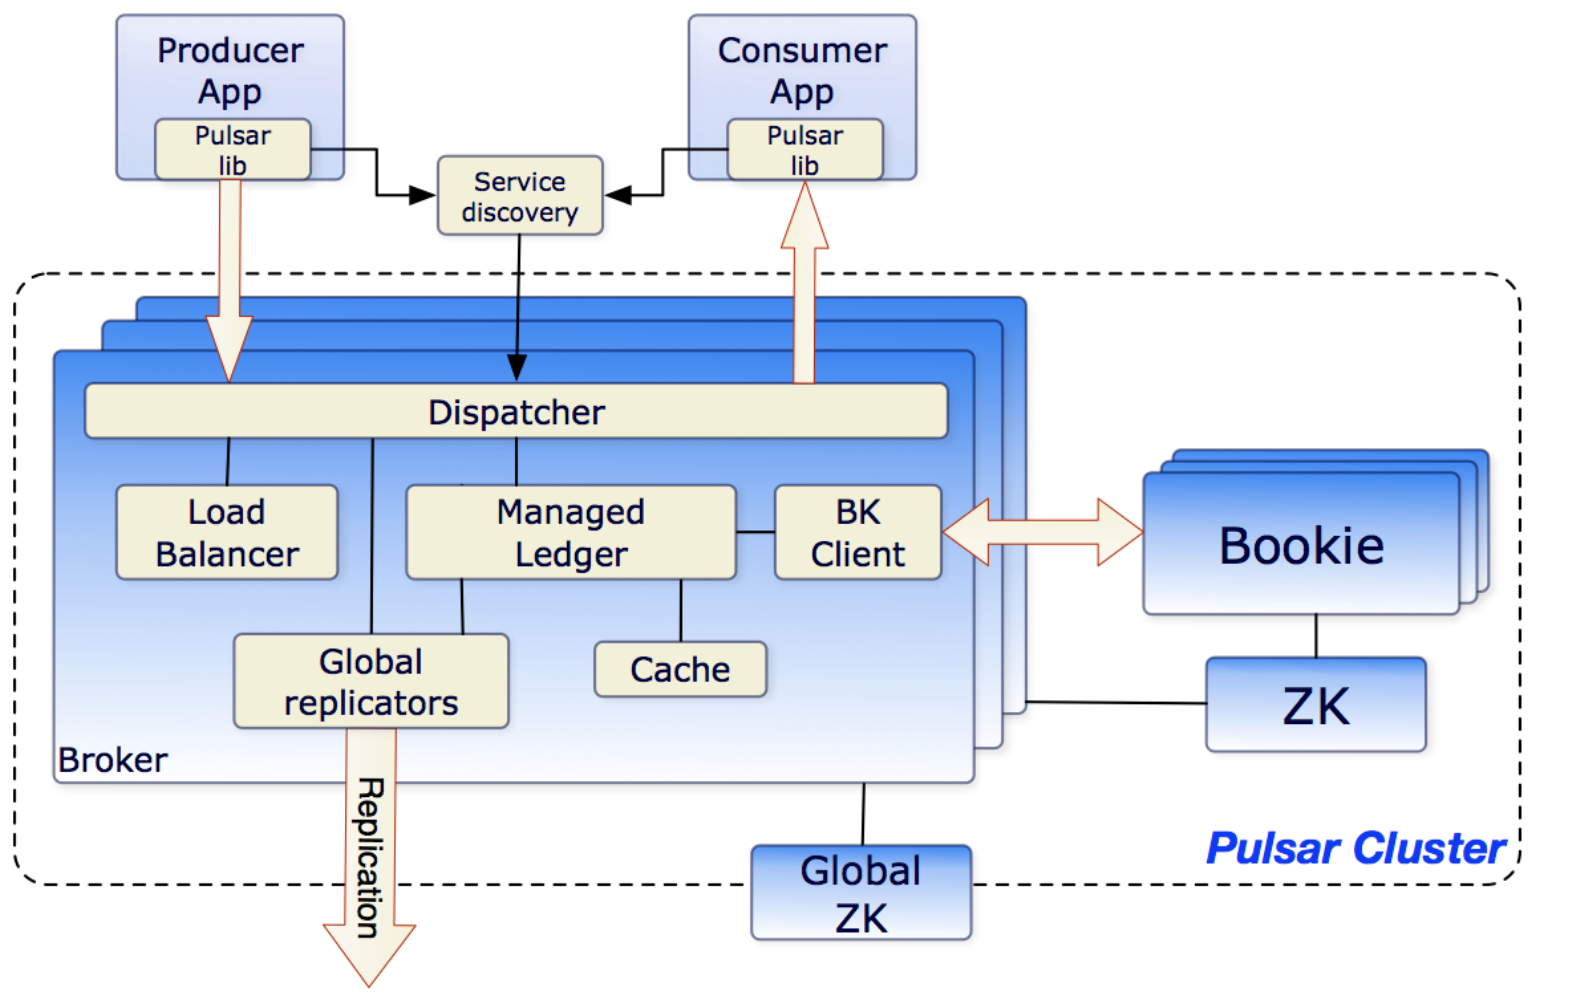 Producer
App
Pulsar
lib
Consumer
App
Pulsar
lib
Service
discovery
Dispatcher
Load
Balancer
Managed
Ledger
BK
Client
Bookie
Global
replicators
Cache
ZK
Broker
Replication
Pulsar Cluster
Global
ZK